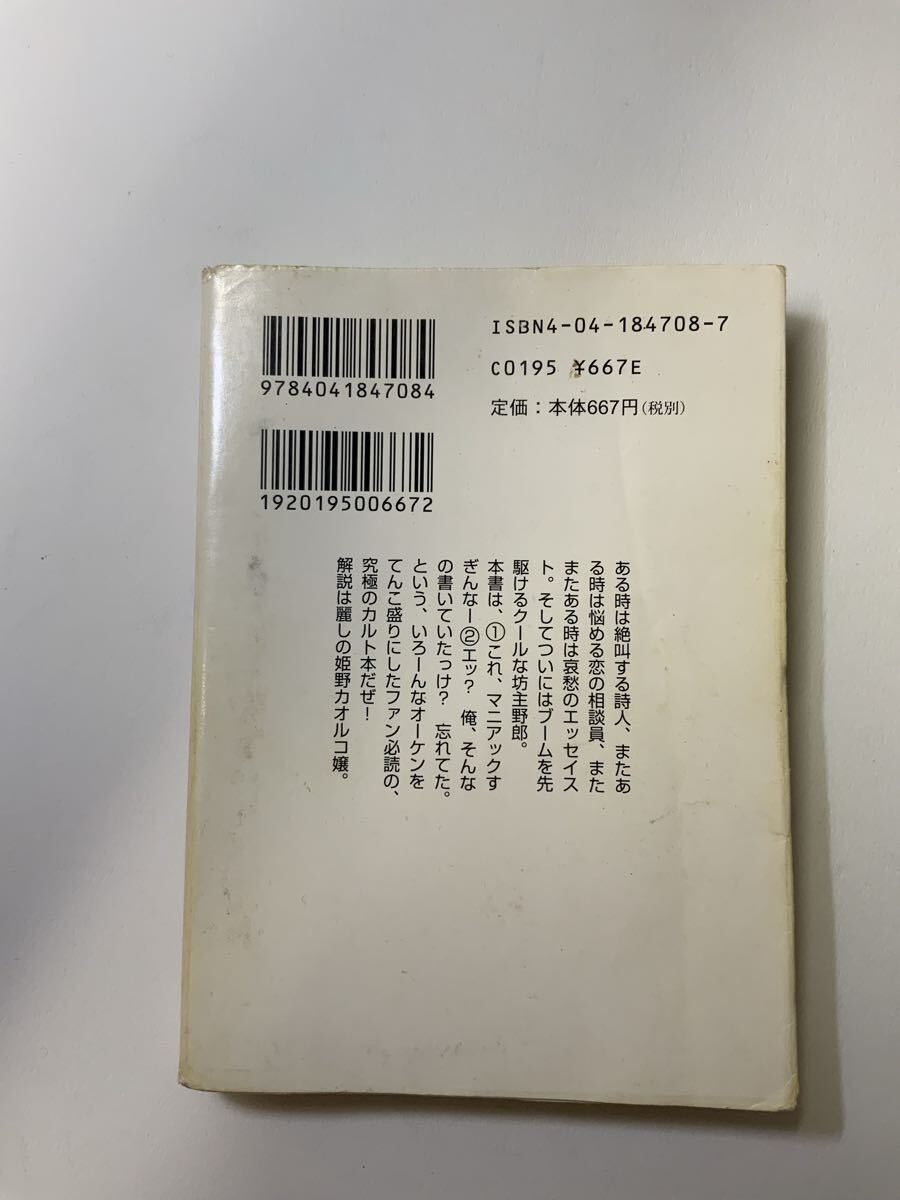 9784041847084
ISBN4-04-184708-7
C0195 ¥667E
定価：本体667円（税別）
1920195006672
ある時は絶叫する詩人、またあ
る時は悩める恋の相談員、また
またある時は哀愁のエッセイス
ト。そしてついにはブームを先
駆けるクールな坊主野郎。
本書は、①これ、マニアックす
ぎんなー②エッ？　俺、そんな
の書いていたっけ？　忘れてた。
という、いろーんなオーケンを
てんこ盛りにしたファン必読の、
究極のカルト本だぜ！
解説は麗しの姫野カオルコ嬢。